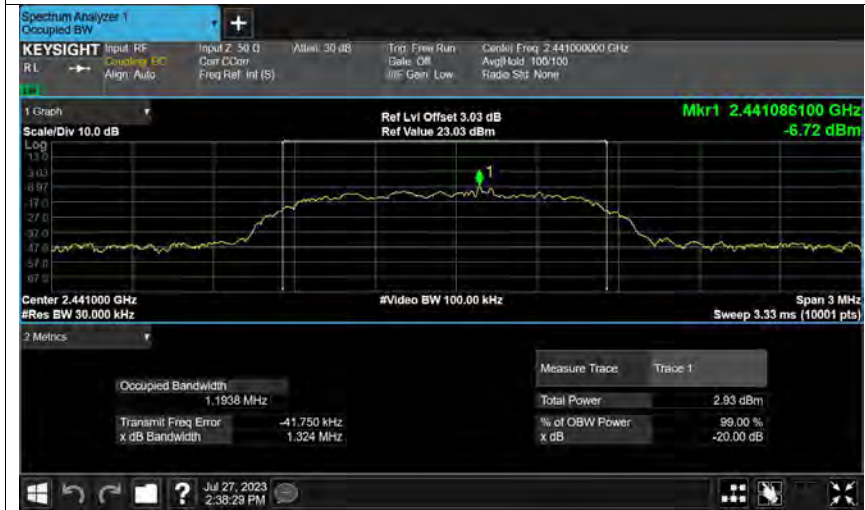 Spectrum Analyzer 1
Occupied BW
+
KEYSIGHT Input: RF Input Z: 50 Ω Atten: 30 dB Trig: Free Run Center Freq: 2.441000000 GHz
RL Coupling: DC Corr CCorr Gate: Off Avg|Hold: 100/100
Align: Auto Freq Ref: Int (S) #IF Gain: Low Radio Std: None
1 Graph
Scale/Div 10.0 dB
Ref Lvl Offset 3.03 dB
Ref Value 23.03 dBm
Mkr1 2.441086100 GHz
-6.72 dBm
Log
13.0
3.03
-6.97
-17.0
-27.0
-37.0
-47.0
-57.0
-67.0
1
Center 2.441000 GHz #Video BW 100.00 kHz Span 3 MHz
#Res BW 30.000 kHz Sweep 3.33 ms (10001 pts)
2 Metrics
Measure Trace Trace 1
Occupied Bandwidth
1.1938 MHz
Total Power 2.93 dBm
Transmit Freq Error -41.750 kHz % of OBW Power 99.00 %
x dB Bandwidth 1.324 MHz x dB -20.00 dB
?
Jul 27, 2023
2:38:29 PM